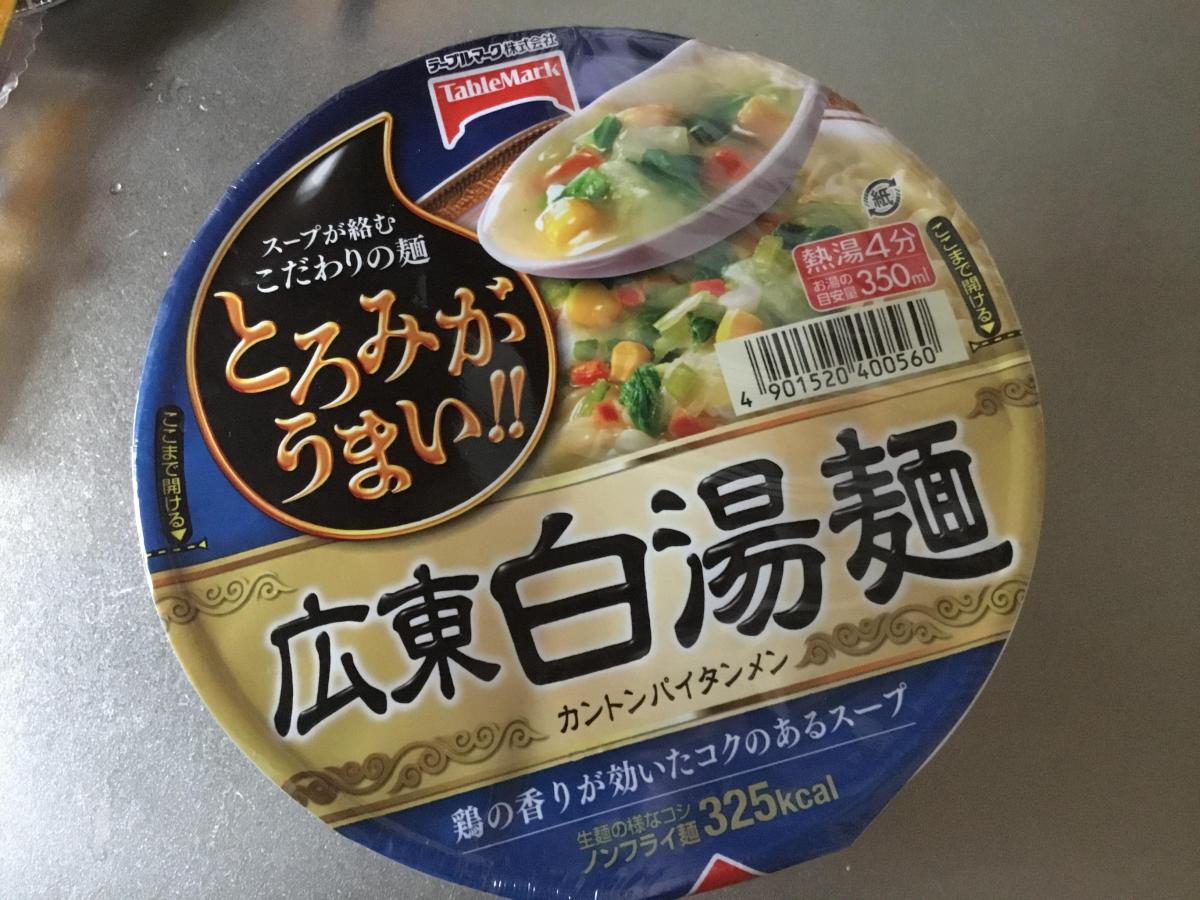 テーブルマーク株式会社
TableMark
スープが絡む
こだわりの麺
とろみが
うまい!!
紙
熱湯4分
お湯の
目安量 350ml
ここまで開ける
4 901520 400560
ここまで開ける
広東白湯麺
カントンパイタンメン
鶏の香りが効いたコクのあるスープ
生麺の様なコシ
ノンフライ麺 325kcal